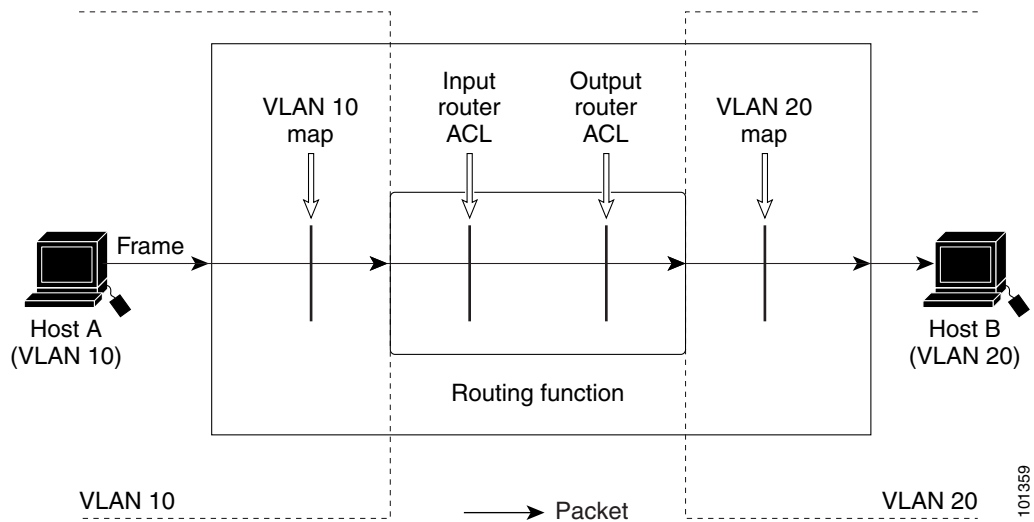 VLAN 10
map
Input
router
ACL
Output
router
ACL
VLAN 20
map
Frame
Host A
(VLAN 10)
Host B
(VLAN 20)
Routing function
VLAN 10
Packet
VLAN 20
101359